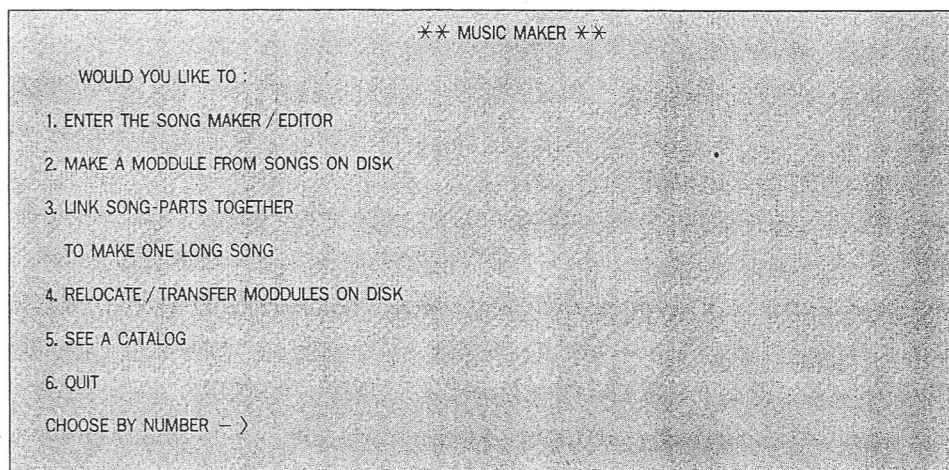 ** MUSIC MAKER **
WOULD YOU LIKE TO :
1. ENTER THE SONG MAKER / EDITOR
2. MAKE A MODDULE FROM SONGS ON DISK
3. LINK SONG-PARTS TOGETHER
TO MAKE ONE LONG SONG
4. RELOCATE / TRANSFER MODDULES ON DISK
5. SEE A CATALOG
6. QUIT
CHOOSE BY NUMBER – 〉